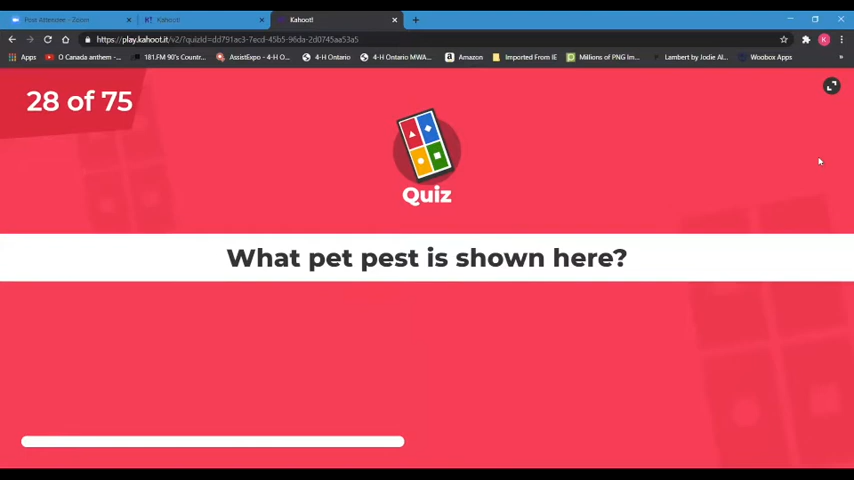 Post Attendee - Zoom
Kahoot!
Kahoot!
https://play.kahoot.it/v2/?quizId=dd791ac3-7ecd-45b5-96da-2d0745aa53a5
Apps
O Canada anthem -...
181.FM 90's Countr...
AssistExpo - 4-H O...
4-H Ontario
4-H Ontario MWA...
Amazon
Imported From IE
Millions of PNG Im...
Lambert by Jodie Al...
Woobox Apps
K
28 of 75
Quiz
What pet pest is shown here?